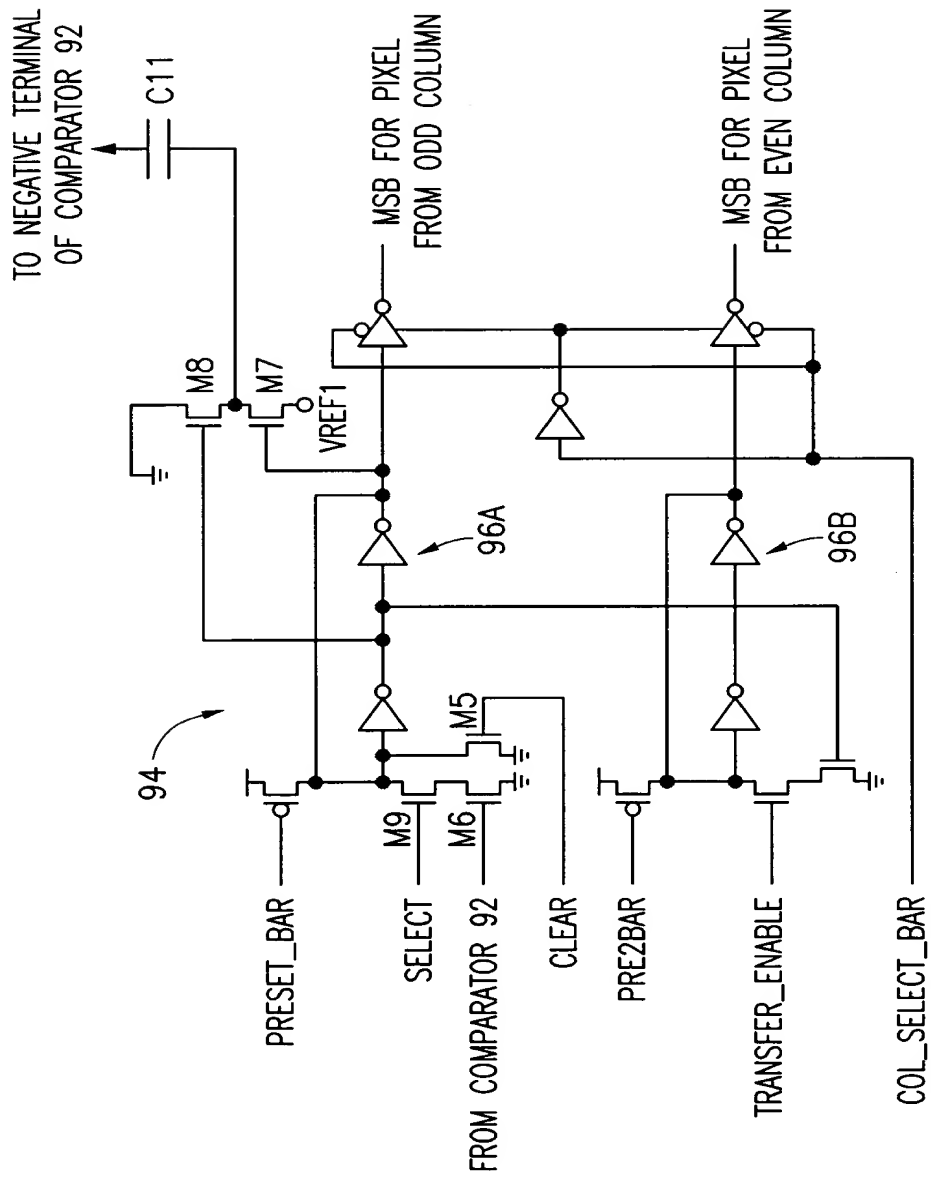 TO NEGATIVE TERMINAL
OF COMPARATOR 92
C11
M8
M7
VREF1
MSB FOR PIXEL
FROM ODD COLUMN
94
96A
PRESET_BAR
M9
SELECT
M6
FROM COMPARATOR 92
M5
CLEAR
PRE2BAR
96B
MSB FOR PIXEL
FROM EVEN COLUMN
TRANSFER_ENABLE
COL_SELECT_BAR